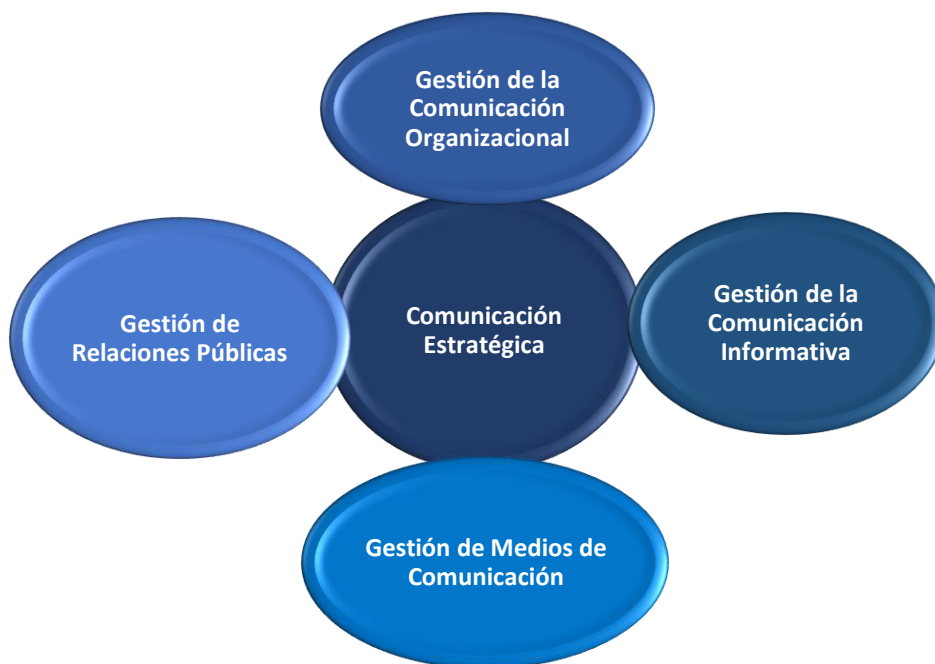 Gestión de la
Comunicación
Organizacional
Gestión de
Relaciones Públicas
Comunicación
Estratégica
Gestión de la
Comunicación
Informativa
Gestión de Medios de
Comunicación